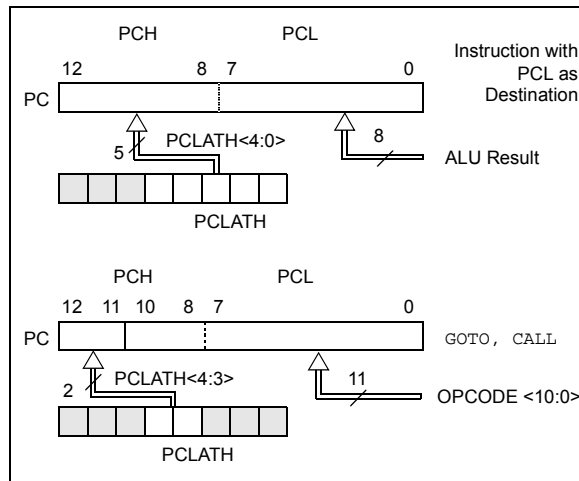 PCH PCL
12 8 7 0
Instruction with
PCL as
Destination
PC
5 PCLATH<4:0> 8
ALU Result
PCLATH
PCH PCL
12 11 10 8 7 0
PC GOTO, CALL
2 PCLATH<4:3> 11
OPCODE <10:0>
PCLATH